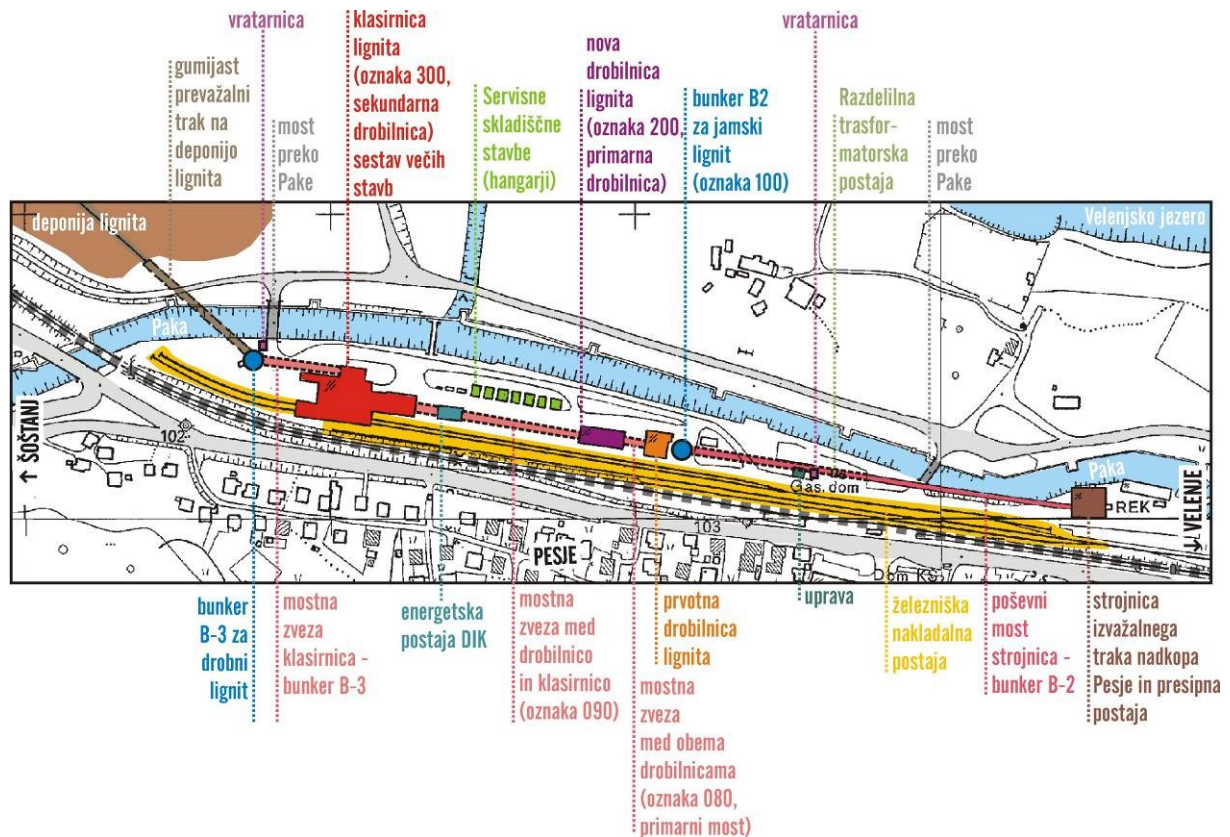 vratarnica
klasirnica
lignita
(oznaka 300,
sekundarna
drobilnica)
sestav večih
stavb
gumijast
prevažalni
trak na
deponijo
lignita
most
preko
Pake
Servisne
skladiščne
stavbe
(hangarji)
nova
drobilnica
lignita
(oznaka 200,
primarna
drobilnica)
bunker B2
za jamski
lignit
(oznaka 100)
vratarnica
Razdelilna
trasfor-
matorska
postaja
most
preko
Pake
deponija lignita
Velenjsko jezero
Paka
← ŠOŠTANJ
102
Gas. dom
Paka
REK
→ VELENJE
103
PESJE
Dom KS
bunker
B-3 za
drobni
lignit
mostna
zveza
klasirnica -
bunker B-3
energetska
postaja DIK
mostna
zveza med
drobilnico
in klasirnico
(oznaka 090)
prvotna
drobilnica
lignita
mostna
zveza
med obema
drobilnicama
(oznaka 080,
primarni most)
uprava
železniška
nakladalna
postaja
poševni
most
strojnica -
bunker B-2
strojnica
izvažalnega
traka nadkopa
Pesje in presipna
postaja